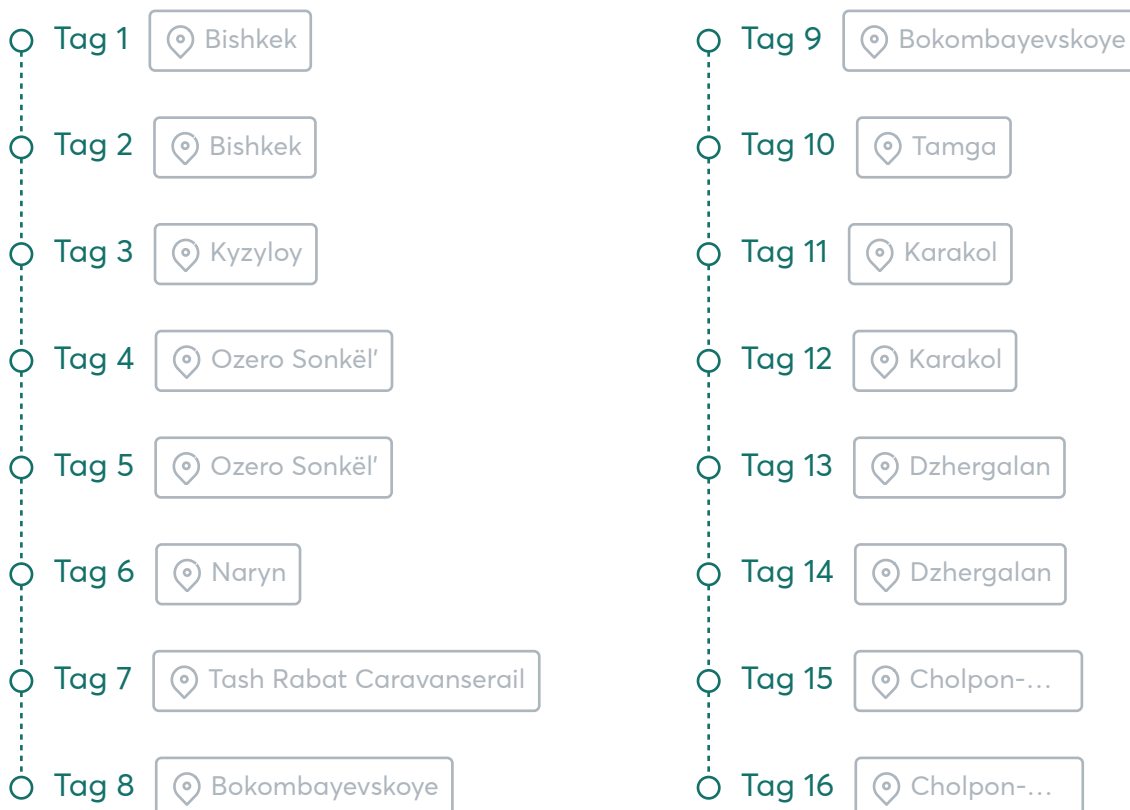 Tag 1 Bishkek
Tag 2 Bishkek
Tag 3 Kyzyloy
Tag 4 Ozero Sonkël'
Tag 5 Ozero Sonkël'
Tag 6 Naryn
Tag 7 Tash Rabat Caravanserail
Tag 8 Bokombayevskoye
Tag 9 Bokombayevskoye
Tag 10 Tamga
Tag 11 Karakol
Tag 12 Karakol
Tag 13 Dzhergalan
Tag 14 Dzhergalan
Tag 15 Cholpon-...
Tag 16 Cholpon-...